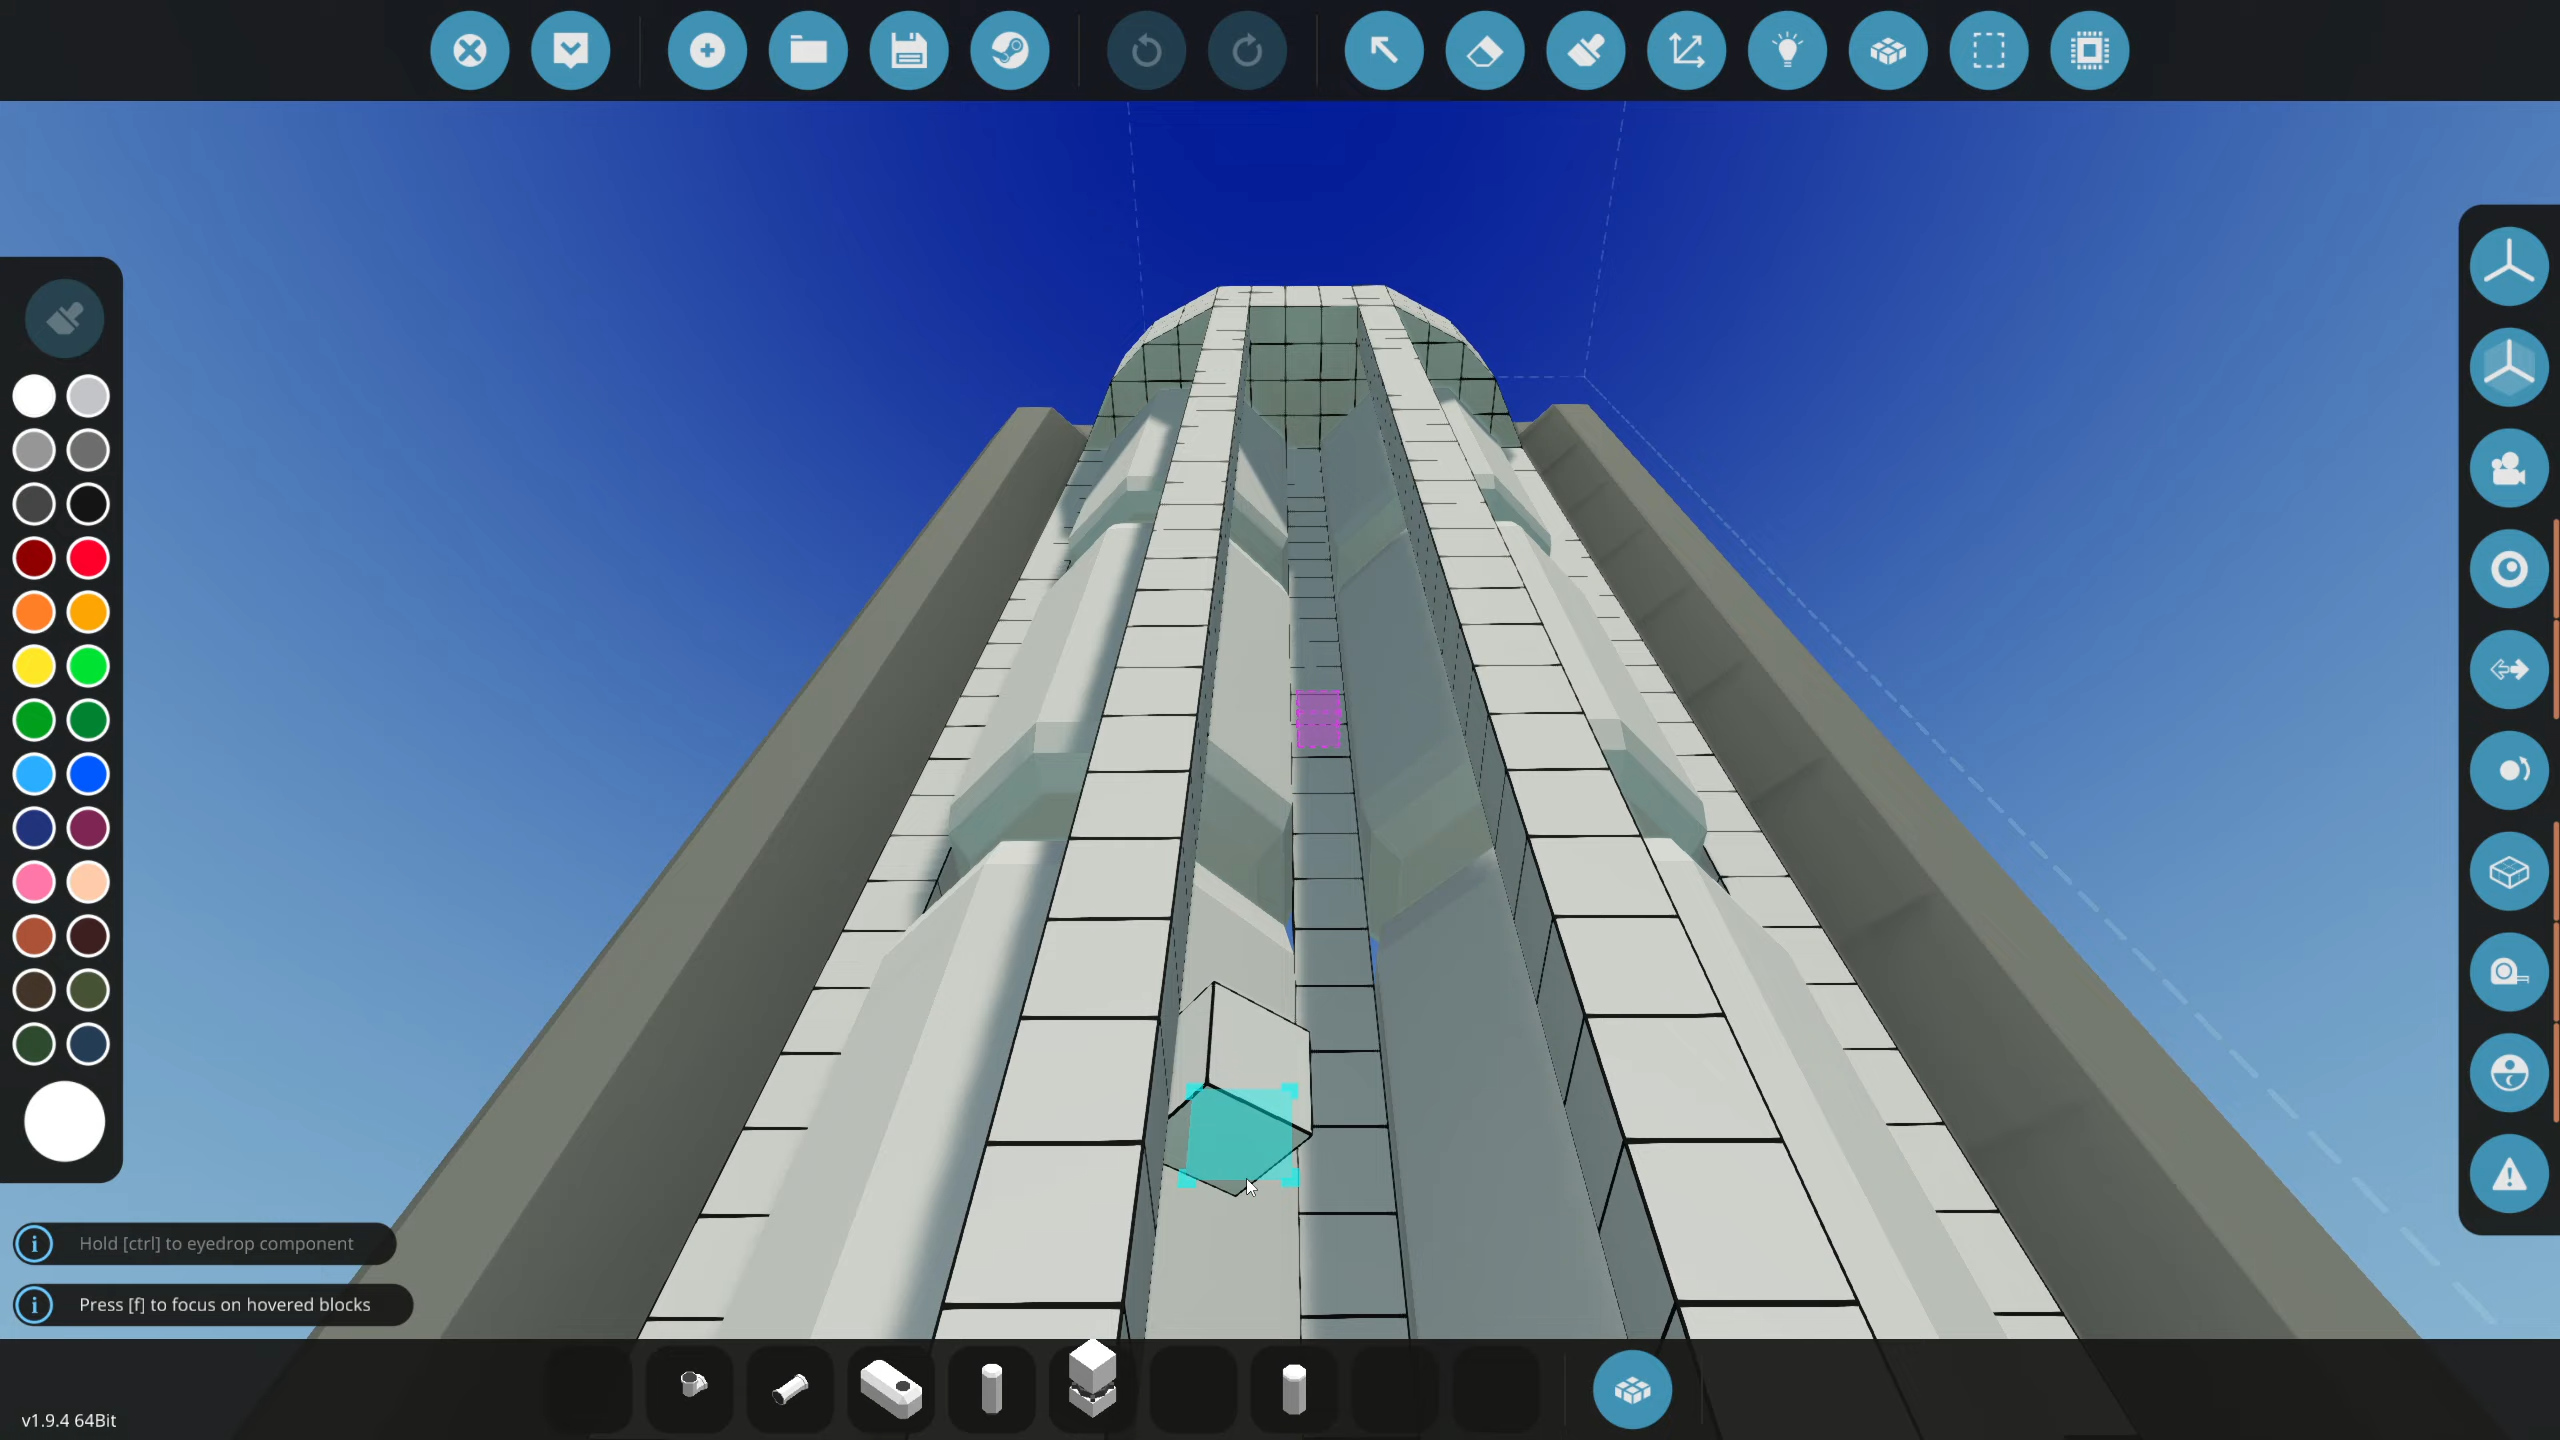 Hold [ctrl] to eyedrop component
Press [f] to focus on hovered blocks
v1.9.4 64Bit